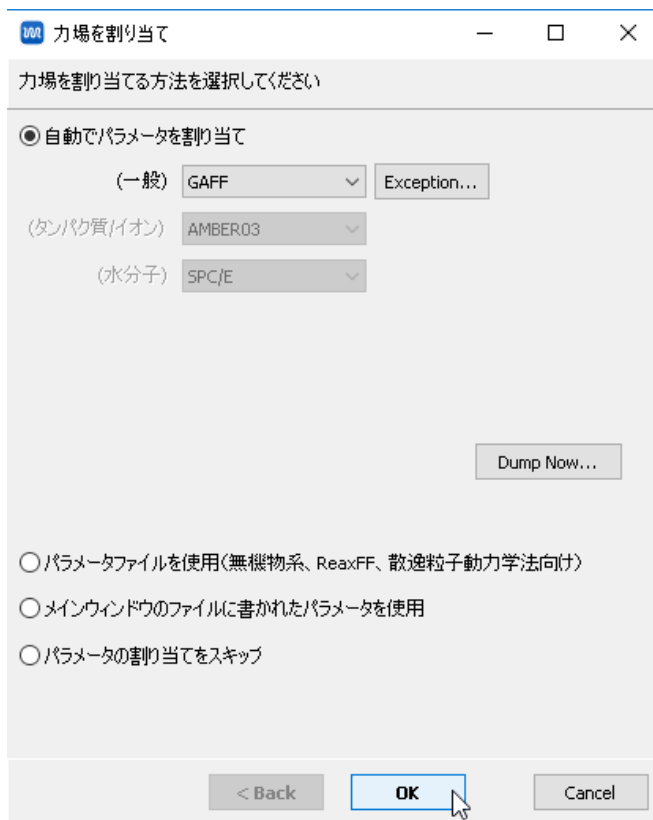 力場を割り当て
力場を割り当てる方法を選択してください
自動でパラメータを割り当て
(一般) GAFF Exception...
(タンパク質/イオン) AMBER03
(水分子) SPC/E
Dump Now...
パラメータファイルを使用(無機物系、ReaxFF、散逸粒子動力学法向け)
メインウィンドウのファイルに書かれたパラメータを使用
パラメータの割り当てをスキップ
< Back OK Cancel